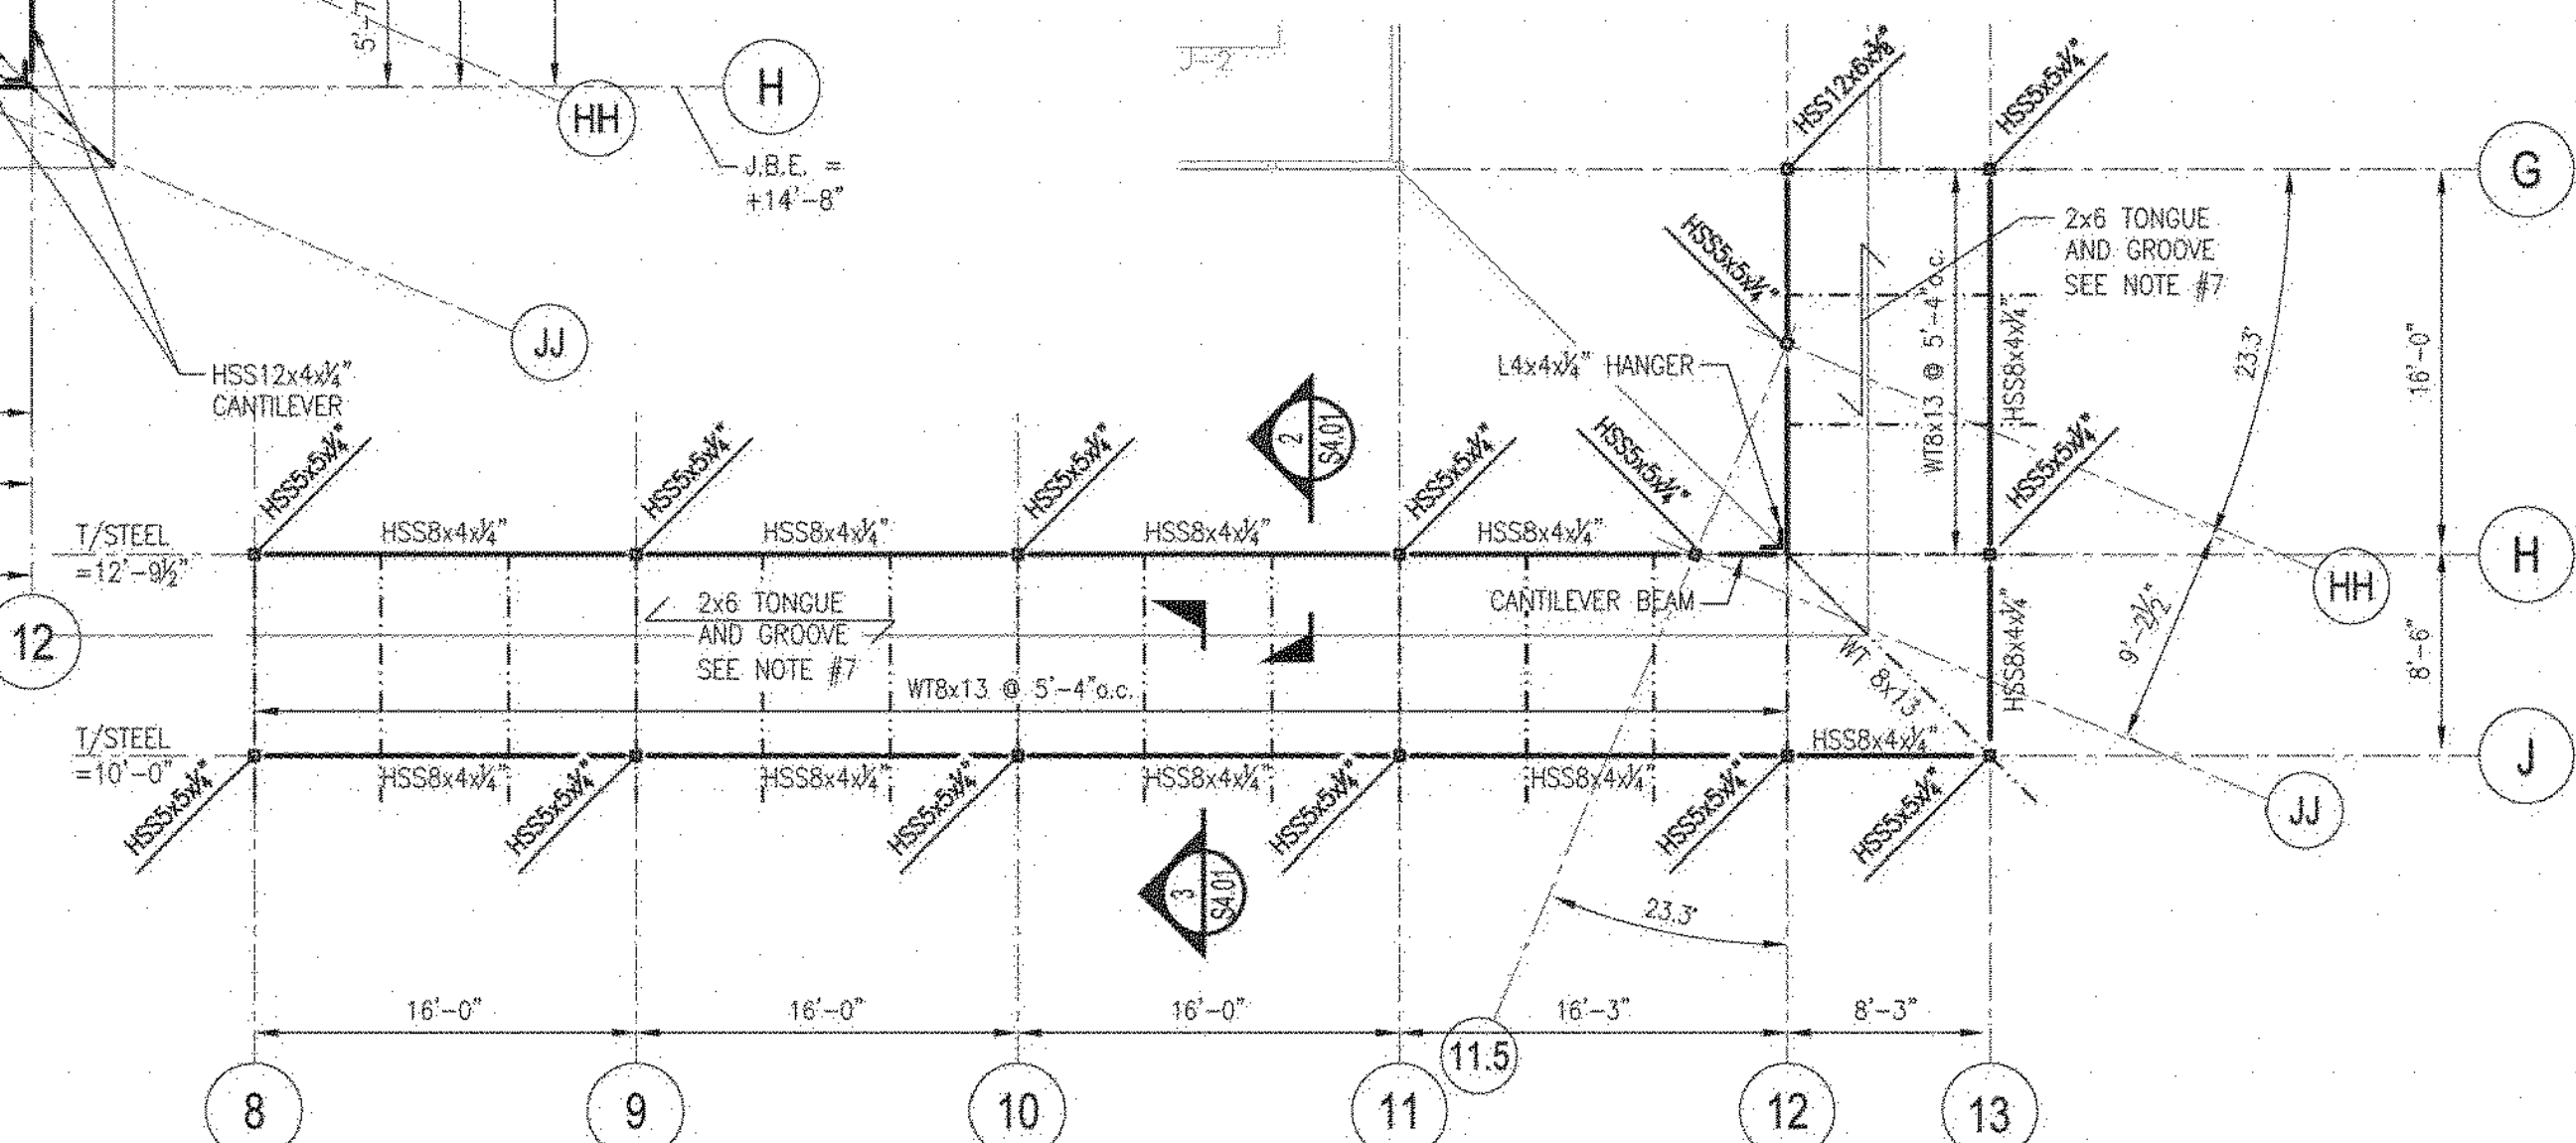 5'-7
H
HH
J.B.E. =
+14'-8"
J-2
HSS12x6x⅜"
HSS5x5x¼"
G
JJ
HSS12x4x¼"
CANTILEVER
HSS5x5x¼"
2x6 TONGUE
AND GROOVE
SEE NOTE #7
WT8x13 @ 5'-4"o.c.
HSS8x4x¼"
23.3°
16'-0"
L4x4x¼" HANGER
2
S4.01
HSS5x5x¼"
HSS5x5x¼"
HSS5x5x¼"
HSS5x5x¼"
HSS5x5x¼"
HSS5x5x¼"
T/STEEL
=12'-9½"
HSS8x4x¼"
HSS8x4x¼"
HSS8x4x¼"
HSS8x4x¼"
H
HH
12
2x6 TONGUE
AND GROOVE
SEE NOTE #7
CANTILEVER BEAM
WT 8x13
HSS8x4x¼"
9'-2½"
8'-6"
WT8x13 @ 5'-4"o.c.
T/STEEL
=10'-0"
HSS8x4x¼"
HSS8x4x¼"
HSS8x4x¼"
HSS8x4x¼"
HSS8x4x¼"
J
JJ
HSS5x5x¼"
HSS5x5x¼"
HSS5x5x¼"
HSS5x5x¼"
HSS5x5x¼"
HSS5x5x¼"
3
S4.01
23.3°
16'-0"
16'-0"
16'-0"
16'-3"
8'-3"
11.5
8
9
10
11
12
13